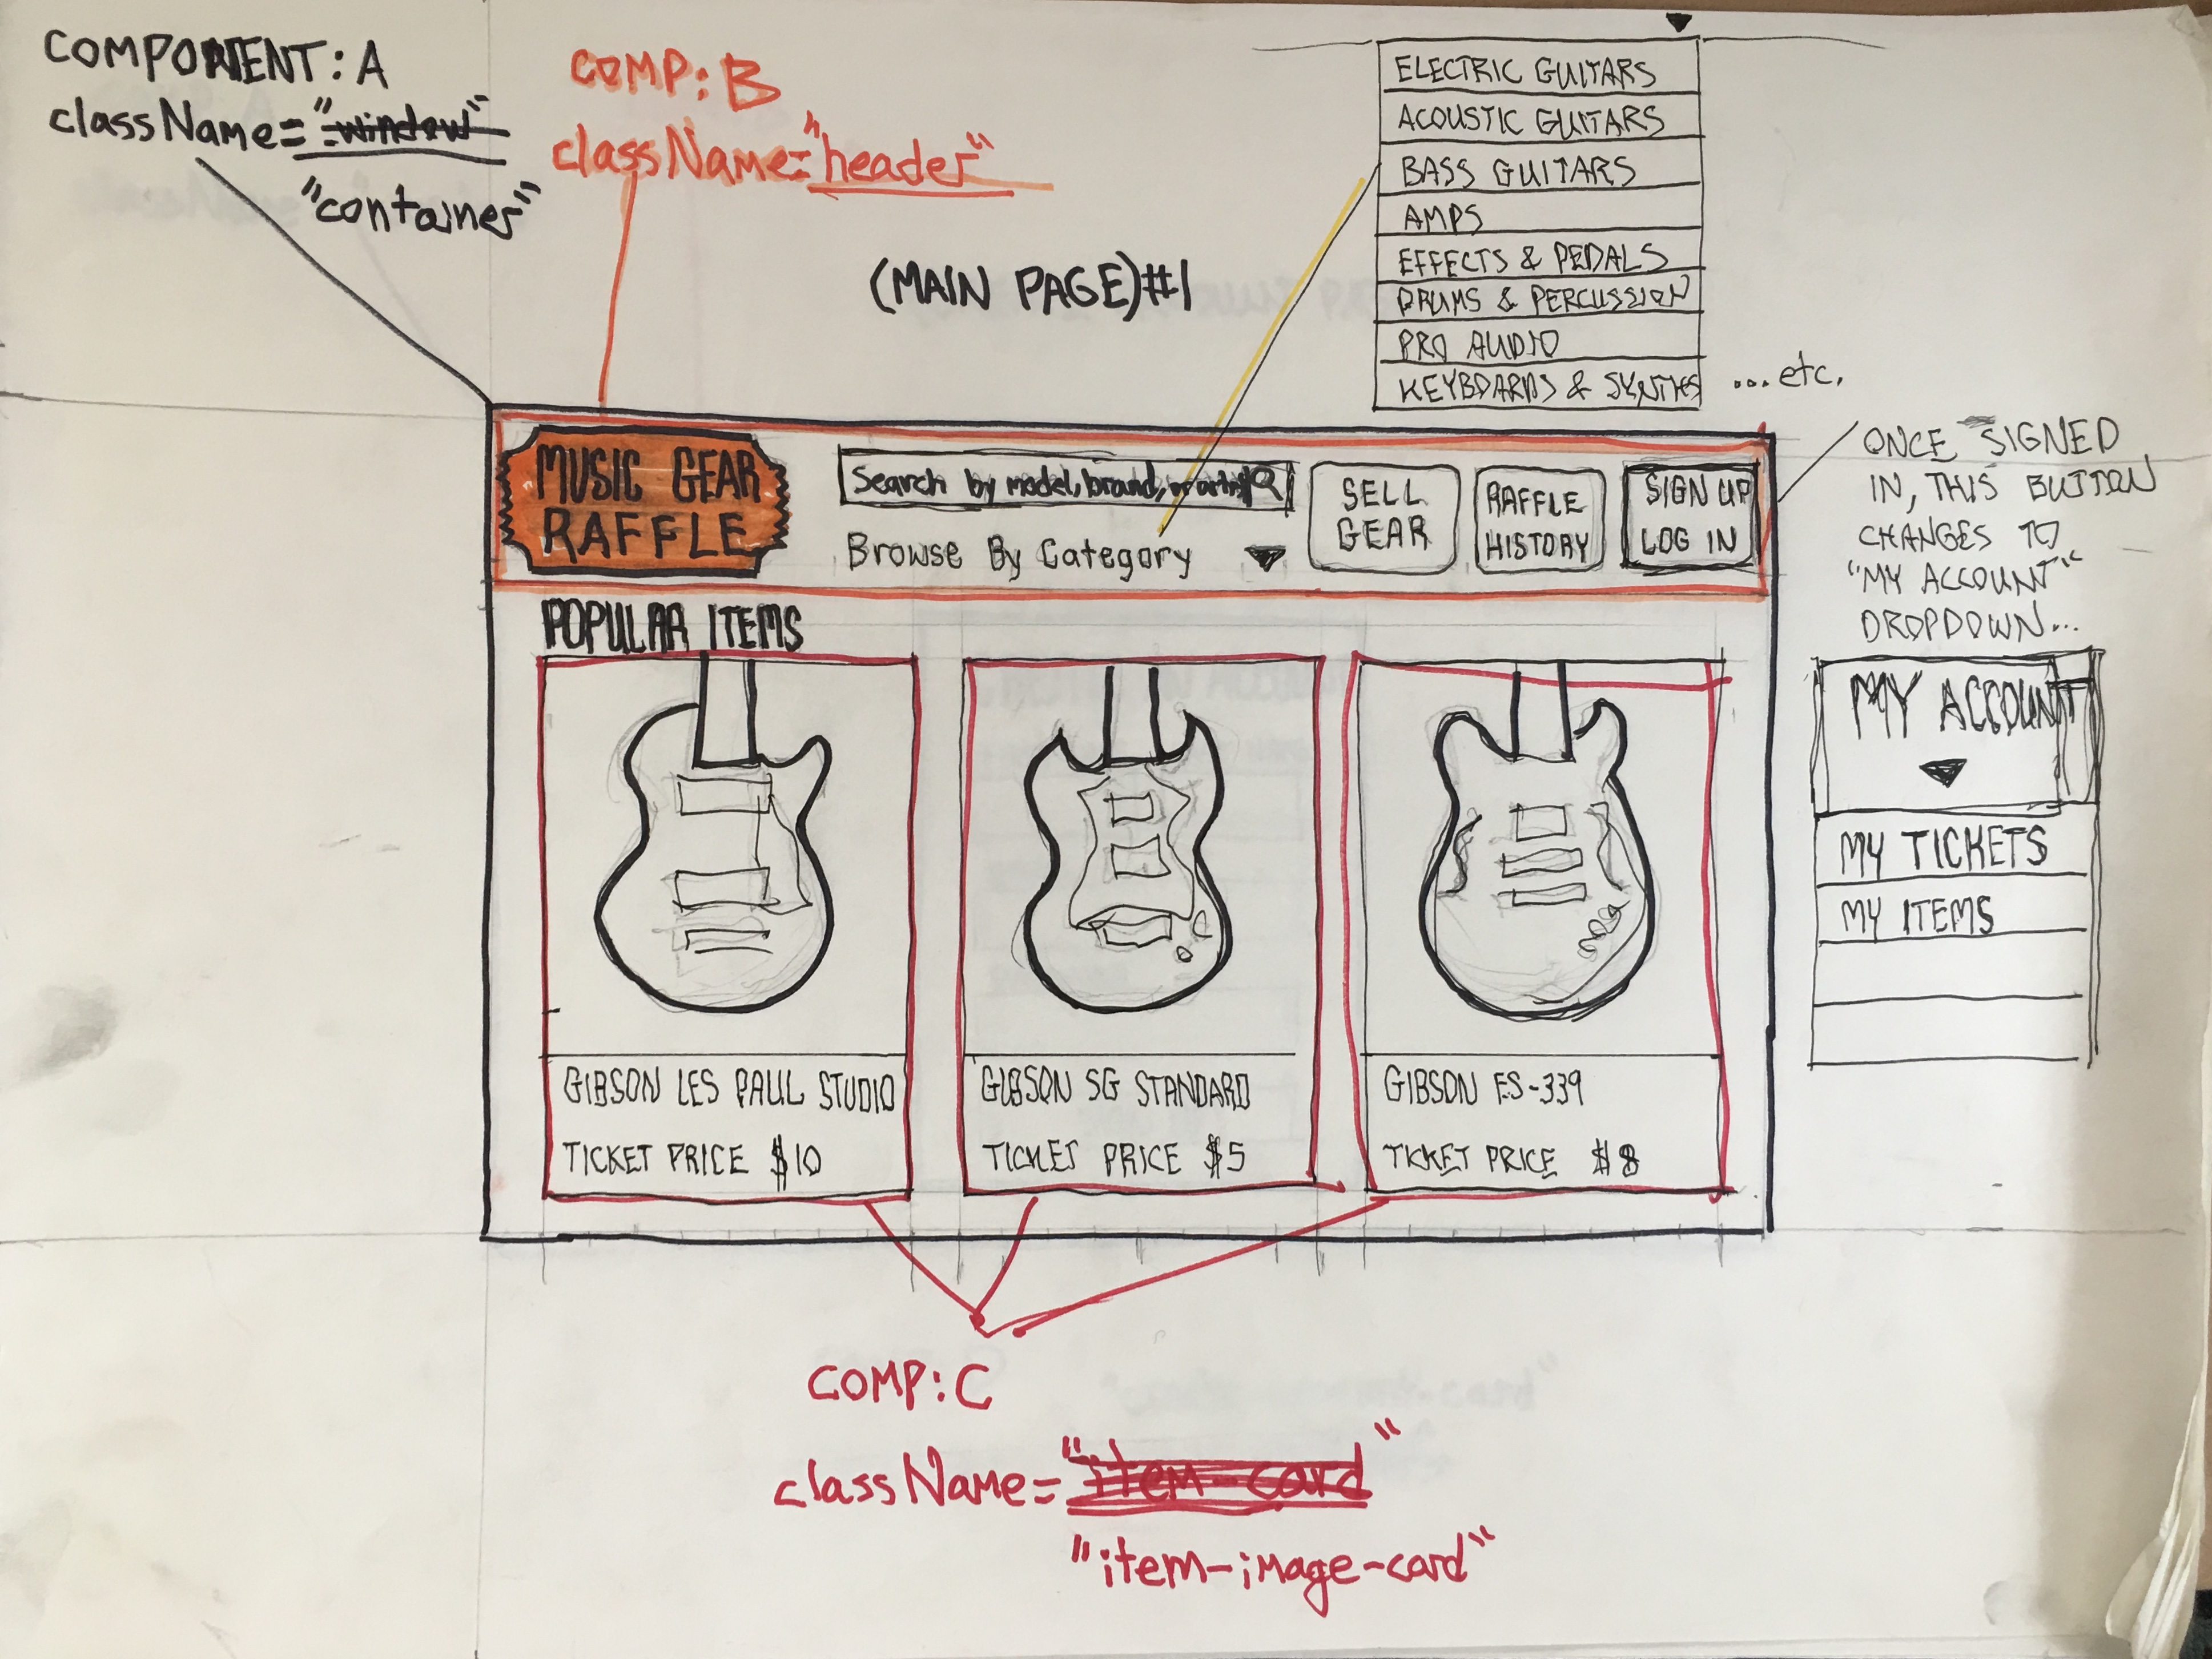 COMPONENT: A
className="window"
"container"
COMP: B
className="header"
(MAIN PAGE)#1
ELECTRIC GUITARS
ACOUSTIC GUITARS
BASS GUITARS
AMPS
EFFECTS & PEDALS
DRUMS & PERCUSSION
PRO AUDIO
KEYBOARDS & SYNTHS ...etc.
ONCE SIGNED
IN, THIS BUTTON
CHANGES TO
"MY ACCOUNT"
DROPDOWN...
MUSIC GEAR
RAFFLE
Search by model, brand, or artist
Browse By Category
SELL
GEAR
RAFFLE
HISTORY
SIGN UP
LOG IN
MY ACCOUNT
MY TICKETS
MY ITEMS
POPULAR ITEMS
GIBSON LES PAUL STUDIO
TICKET PRICE $10
GIBSON SG STANDARD
TICKET PRICE $5
GIBSON ES-339
TICKET PRICE $8
COMP: C
className="item-card"
"item-image-card"